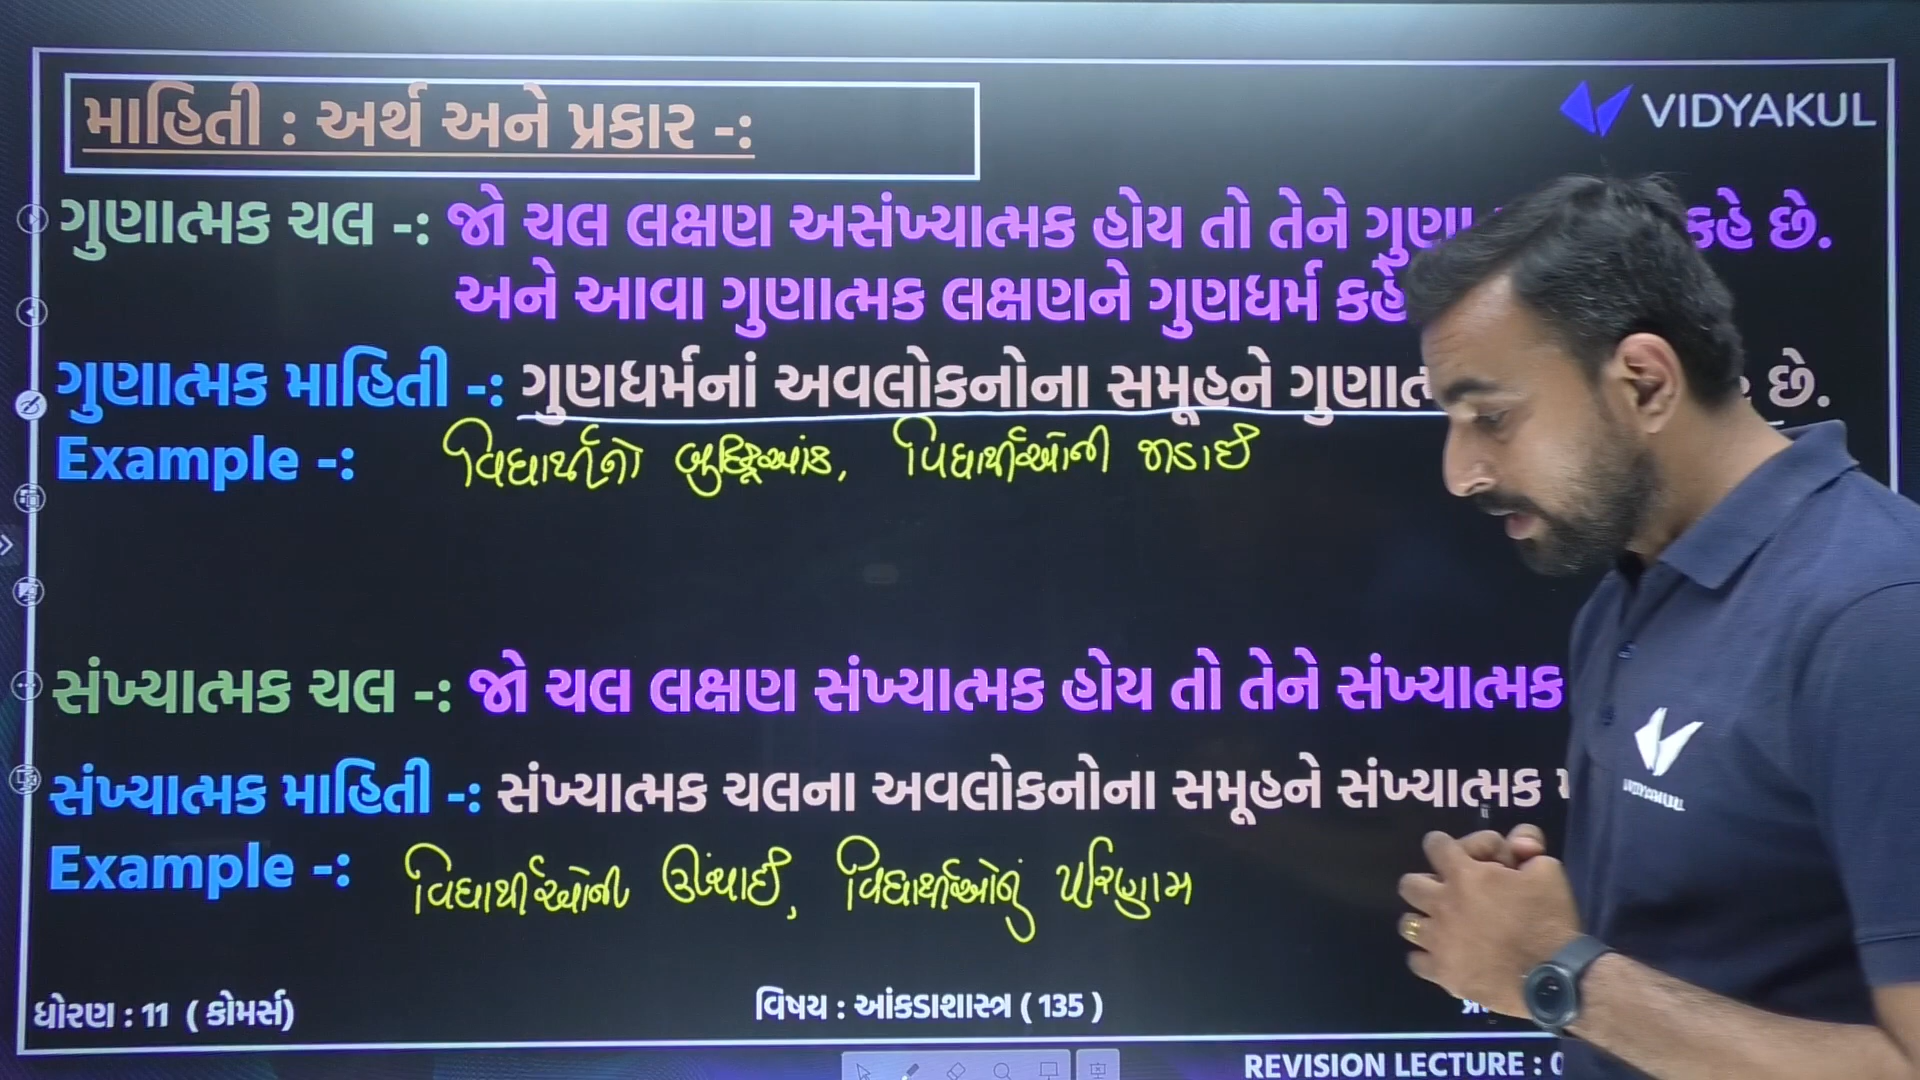 માહિતી : અર્થ અને પ્રકાર -:
VIDYAKUL
ગુણાત્મક ચલ -: જો ચલ લક્ષણ અસંખ્યાત્મક હોય તો તેને ગુણા કહે છે.
અને આવા ગુણાત્મક લક્ષણને ગુણધર્મ કહે
ગુણાત્મક માહિતી -: ગુણધર્મનાં અવલોકનોના સમૂહને ગુણાત્મ છે.
Example -: વિદ્યાર્થીનો બુદ્ધિઆંક, વિદ્યાર્થીઓની જાડાઈ
સંખ્યાત્મક ચલ -: જો ચલ લક્ષણ સંખ્યાત્મક હોય તો તેને સંખ્યાત્મક
સંખ્યાત્મક માહિતી -: સંખ્યાત્મક ચલના અવલોકનોના સમૂહને સંખ્યાત્મક
Example -: વિદ્યાર્થીઓની ઊંચાઈ, વિદ્યાર્થીઓનું પરિણામ
VIDYAKUL
ધોરણ : 11 ( કોમર્સ) વિષય : આંકડાશાસ્ત્ર ( 135 )
REVISION LECTURE : 0